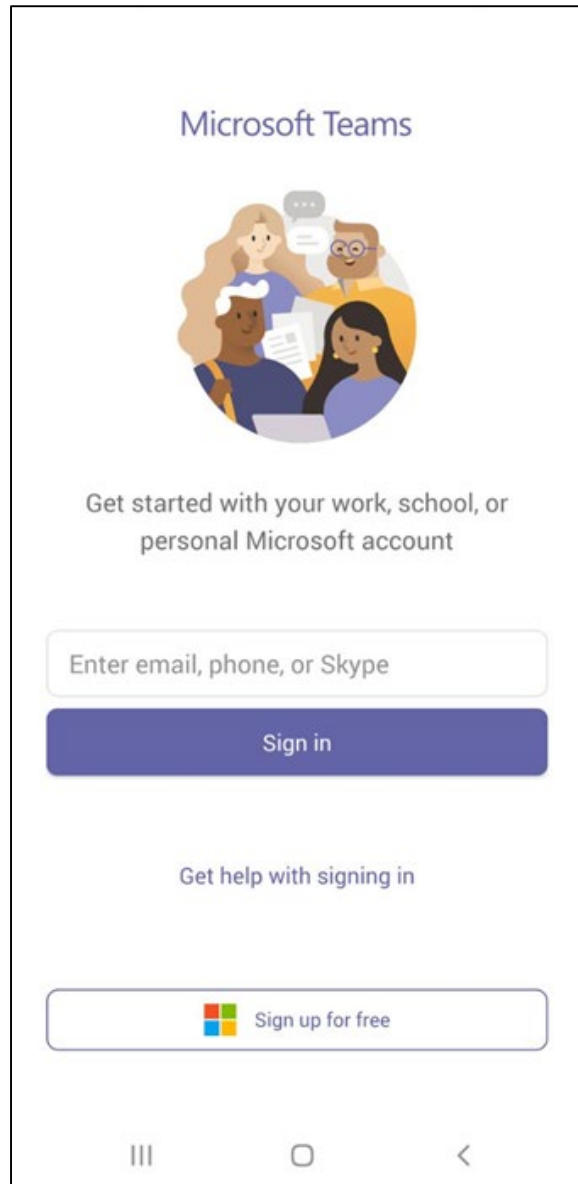 Microsoft Teams
Get started with your work, school, or
personal Microsoft account
Enter email, phone, or Skype
Sign in
Get help with signing in
Sign up for free